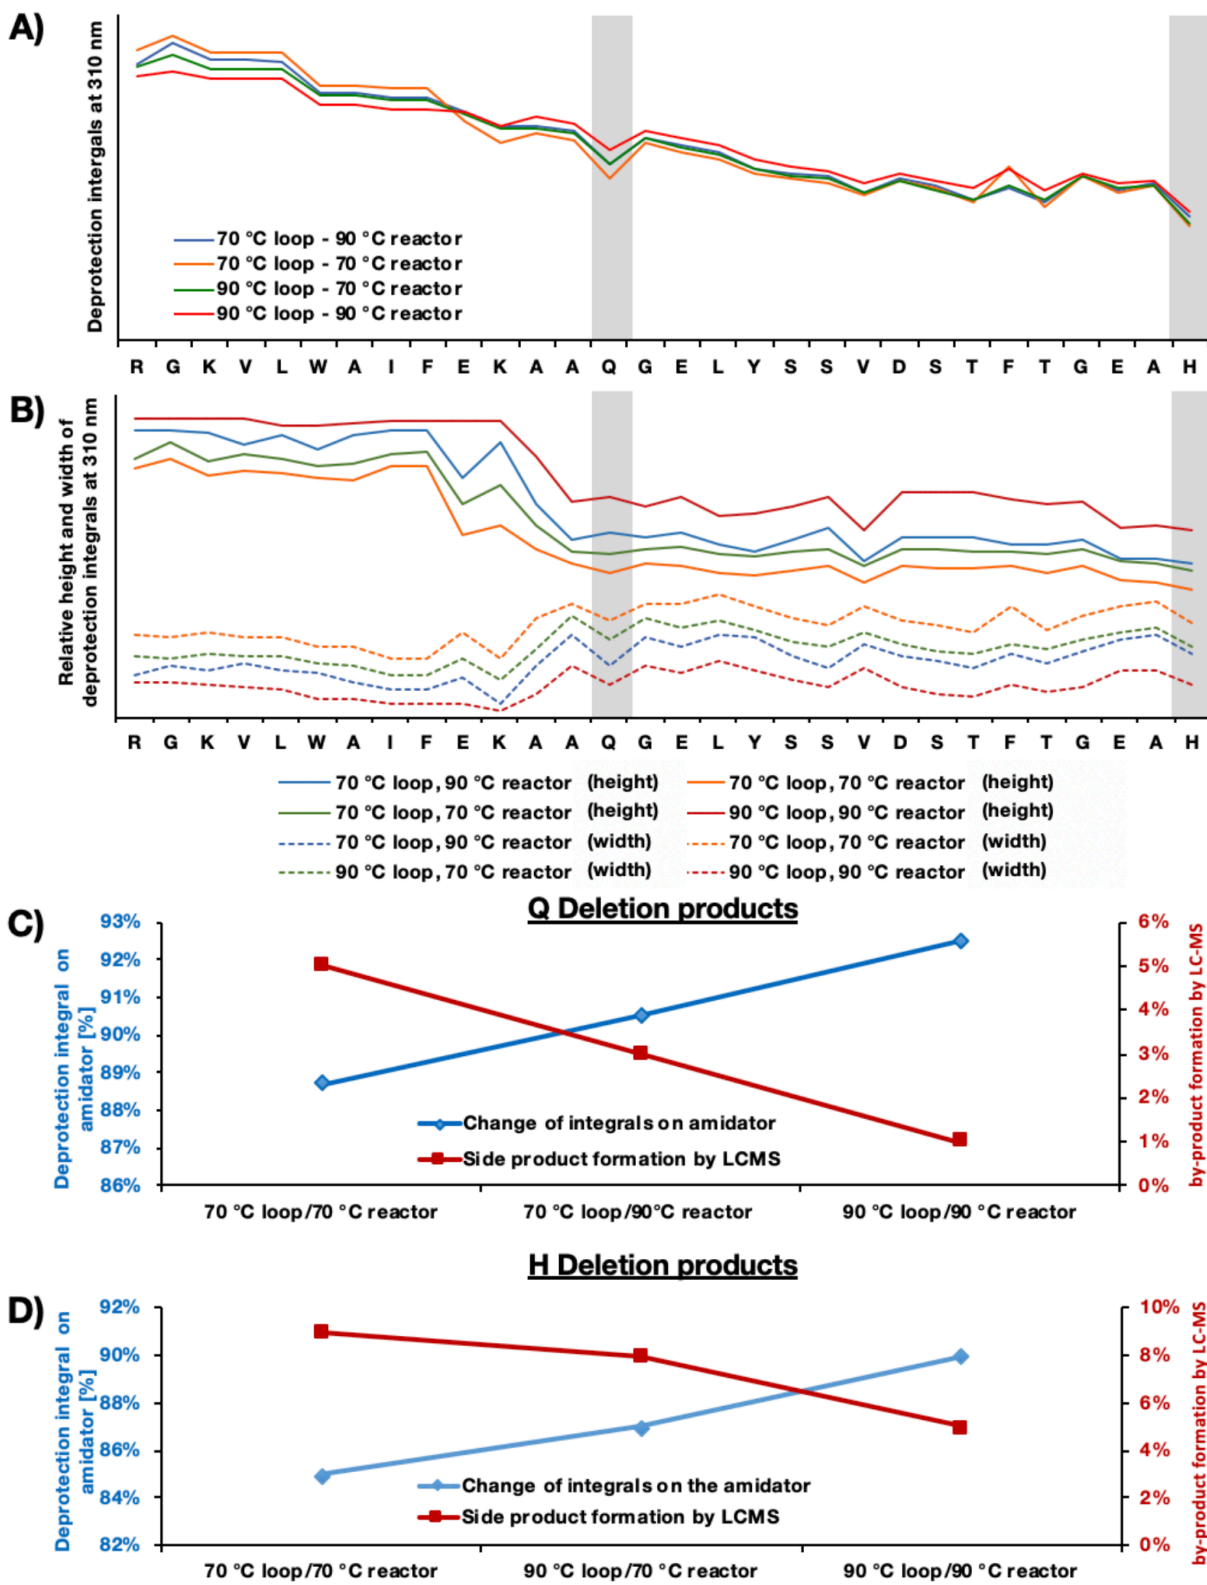 A)
Deprotection intergals at 310 nm
70 °C loop - 90 °C reactor
70 °C loop - 70 °C reactor
90 °C loop - 70 °C reactor
90 °C loop - 90 °C reactor
R G K V L W A I F E K A A Q G E L Y S S V D S T F T G E A H
B)
Relative height and width of
deprotection integrals at 310 nm
R G K V L W A I F E K A A Q G E L Y S S V D S T F T G E A H
70 °C loop, 90 °C reactor (height) 70 °C loop, 70 °C reactor (height)
70 °C loop, 70 °C reactor (height) 90 °C loop, 90 °C reactor (height)
70 °C loop, 90 °C reactor (width) 70 °C loop, 70 °C reactor (width)
90 °C loop, 70 °C reactor (width) 90 °C loop, 90 °C reactor (width)
C)
Q Deletion products
Deprotection integral on
amidator [%]
93%
92%
91%
90%
89%
88%
87%
86%
Change of integrals on amidator
Side product formation by LCMS
6%
5%
4%
3%
2%
1%
0%
by-product formation by LC-MS
70 °C loop/70 °C reactor 70 °C loop/90°C reactor 90 °C loop/90 °C reactor
D)
H Deletion products
Deprotection integral on
amidator [%]
92%
90%
88%
86%
84%
82%
Change of integrals on the amidator
Side product formation by LCMS
10%
8%
6%
4%
2%
0%
by-product formation by LC-MS
70 °C loop/70 °C reactor 90 °C loop/70 °C reactor 90 °C loop/90 °C reactor